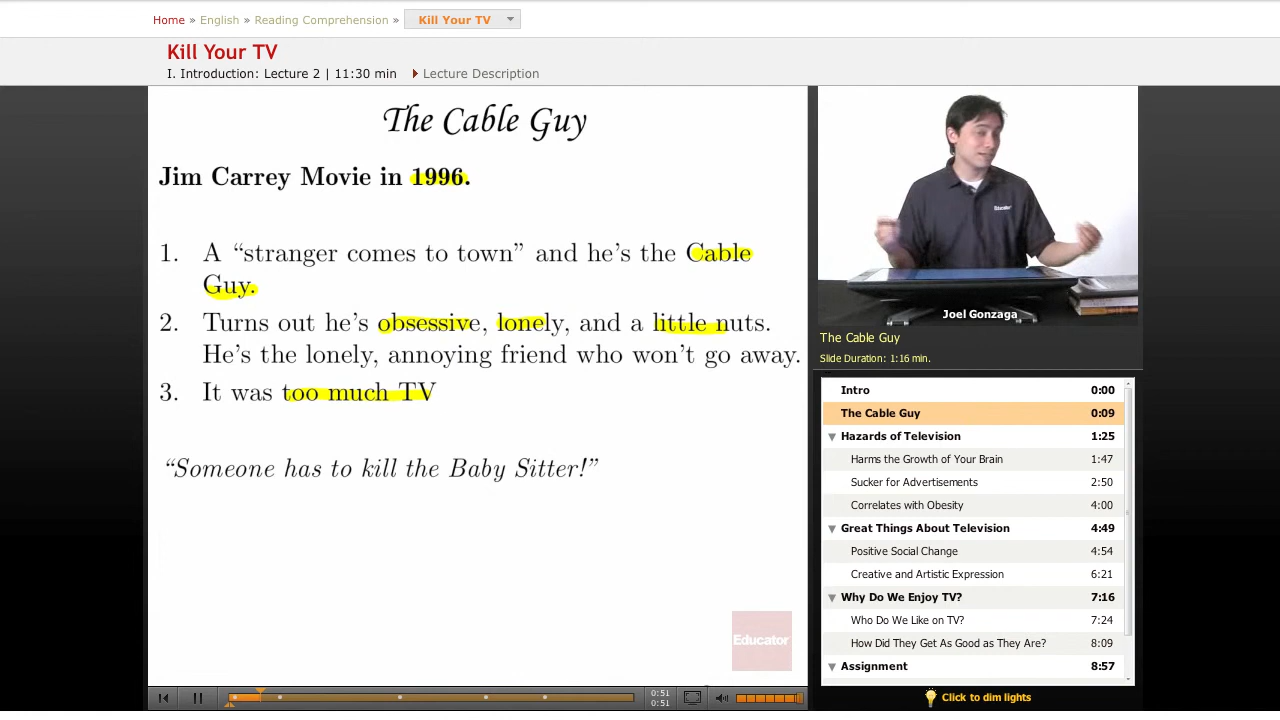 Home » English » Reading Comprehension » Kill Your TV
Kill Your TV
I. Introduction: Lecture 2 | 11:30 min Lecture Description
The Cable Guy
Jim Carrey Movie in 1996.
1. A “stranger comes to town” and he’s the Cable
Guy.
2. Turns out he’s obsessive, lonely, and a little nuts.
He’s the lonely, annoying friend who won’t go away.
3. It was too much TV
“Someone has to kill the Baby Sitter!”
Educator
0:51
0:51
Educator
Joel Gonzaga
The Cable Guy
Slide Duration: 1:16 min.
Intro 0:00
The Cable Guy 0:09
Hazards of Television 1:25
Harms the Growth of Your Brain 1:47
Sucker for Advertisements 2:50
Correlates with Obesity 4:00
Great Things About Television 4:49
Positive Social Change 4:54
Creative and Artistic Expression 6:21
Why Do We Enjoy TV? 7:16
Who Do We Like on TV? 7:24
How Did They Get As Good as They Are? 8:09
Assignment 8:57
Click to dim lights